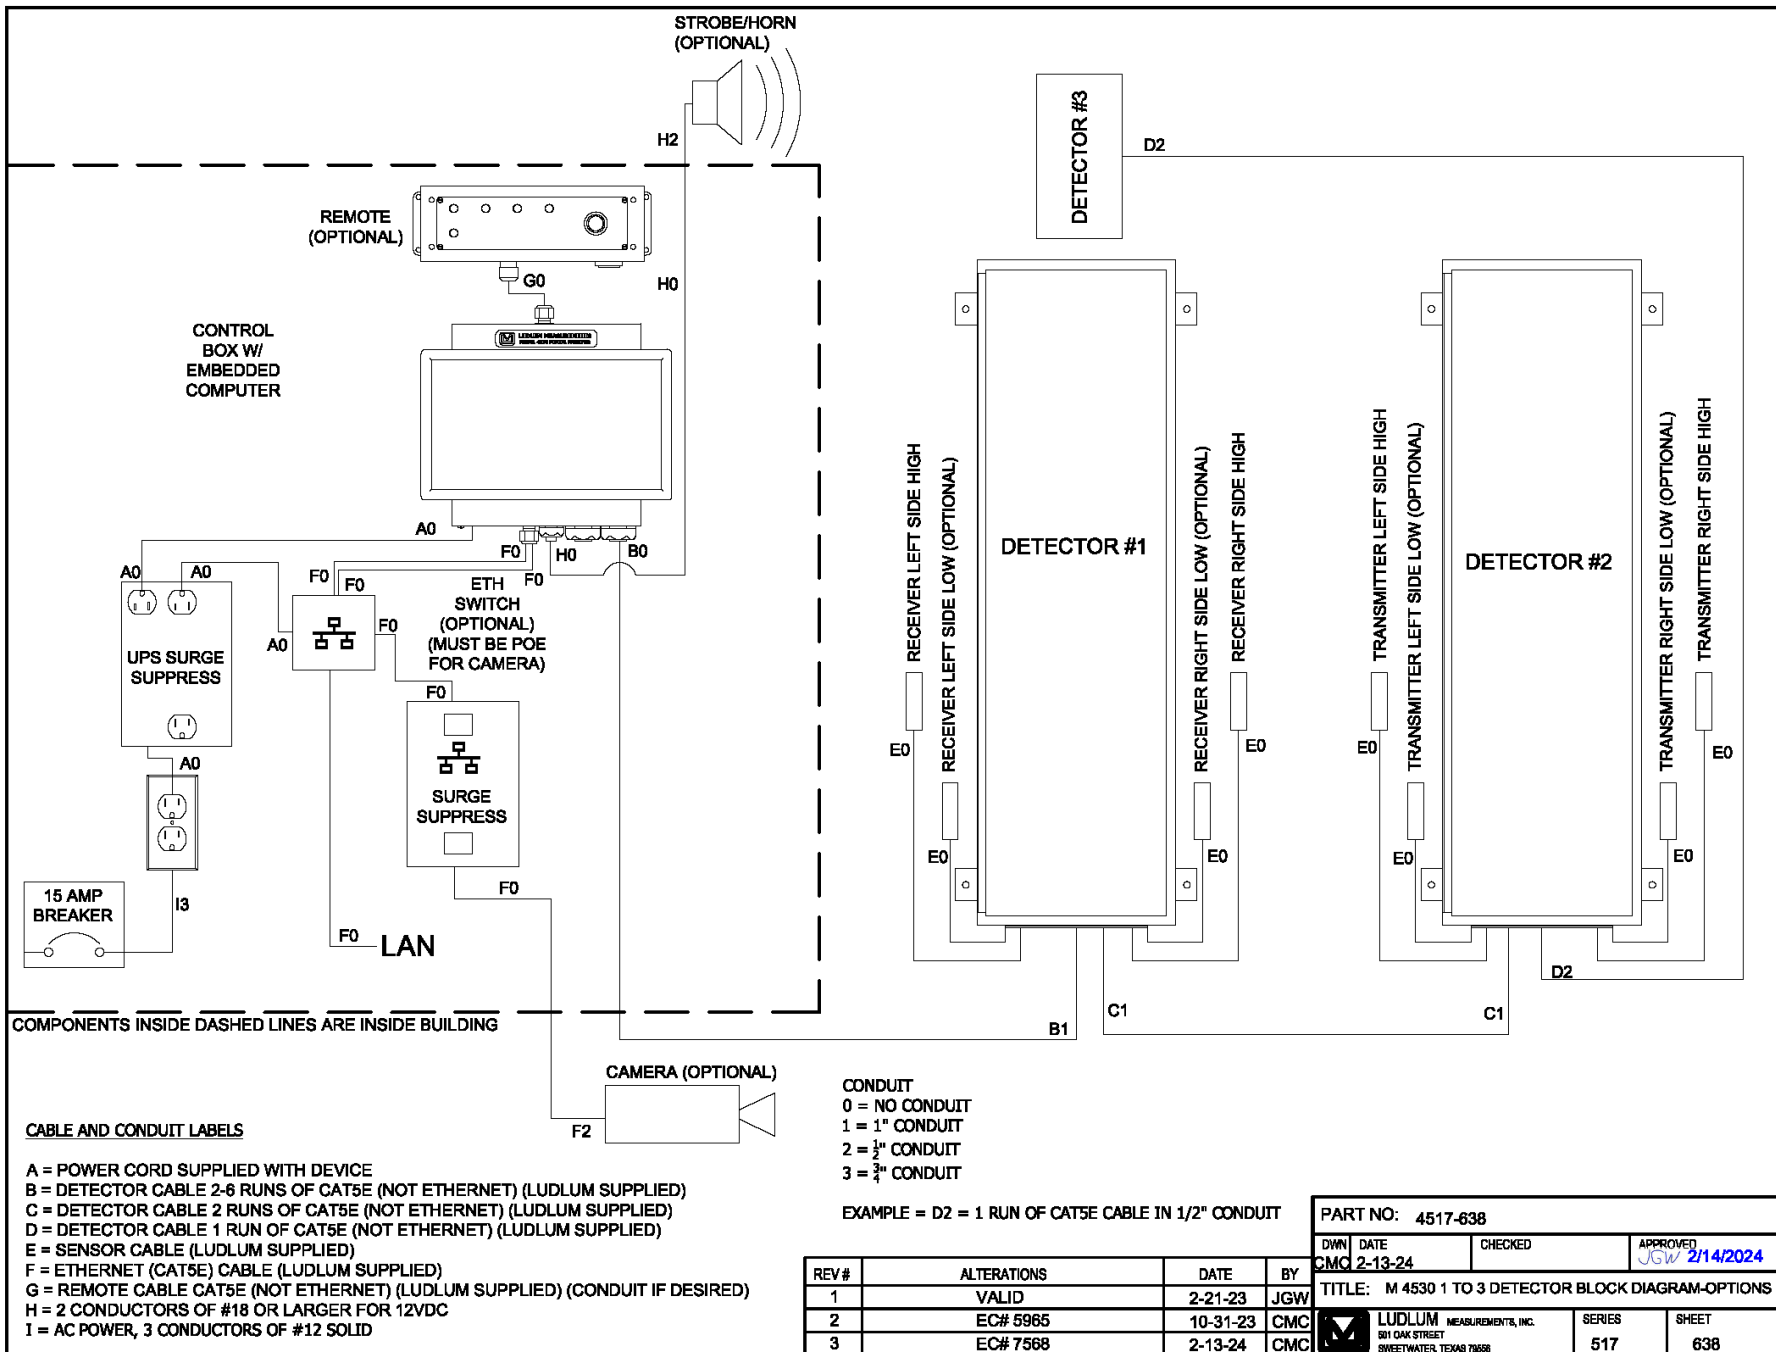 STROBE/HORN
(OPTIONAL)
H2
REMOTE
(OPTIONAL)
G0
H0
CONTROL
BOX W/
EMBEDDED
COMPUTER
LUDLUM MEASUREMENTS
A0
F0
H0
B0
F0
A0
A0
F0
F0
A0
F0
ETH
SWITCH
(OPTIONAL)
(MUST BE POE
FOR CAMERA)
UPS SURGE
SUPPRESS
F0
SURGE
SUPPRESS
A0
15 AMP
BREAKER
I3
F0
F0
LAN
COMPONENTS INSIDE DASHED LINES ARE INSIDE BUILDING
DETECTOR #3
D2
DETECTOR #1
DETECTOR #2
RECEIVER LEFT SIDE HIGH
RECEIVER LEFT SIDE LOW (OPTIONAL)
RECEIVER RIGHT SIDE LOW (OPTIONAL)
RECEIVER RIGHT SIDE HIGH
TRANSMITTER LEFT SIDE HIGH
TRANSMITTER LEFT SIDE LOW (OPTIONAL)
TRANSMITTER RIGHT SIDE LOW (OPTIONAL)
TRANSMITTER RIGHT SIDE HIGH
E0
E0
E0
E0
E0
E0
E0
E0
D2
C1
C1
B1
CAMERA (OPTIONAL)
F2
CONDUIT
0 = NO CONDUIT
1 = 1" CONDUIT
2 = 1/2" CONDUIT
3 = 3/4" CONDUIT
EXAMPLE = D2 = 1 RUN OF CAT5E CABLE IN 1/2" CONDUIT
CABLE AND CONDUIT LABELS
A = POWER CORD SUPPLIED WITH DEVICE
B = DETECTOR CABLE 2-6 RUNS OF CAT5E (NOT ETHERNET) (LUDLUM SUPPLIED)
C = DETECTOR CABLE 2 RUNS OF CAT5E (NOT ETHERNET) (LUDLUM SUPPLIED)
D = DETECTOR CABLE 1 RUN OF CAT5E (NOT ETHERNET) (LUDLUM SUPPLIED)
E = SENSOR CABLE (LUDLUM SUPPLIED)
F = ETHERNET (CAT5E) CABLE (LUDLUM SUPPLIED)
G = REMOTE CABLE CAT5E (NOT ETHERNET) (LUDLUM SUPPLIED) (CONDUIT IF DESIRED)
H = 2 CONDUCTORS OF #18 OR LARGER FOR 12VDC
I = AC POWER, 3 CONDUCTORS OF #12 SOLID
REV # ALTERATIONS DATE BY
1 VALID 2-21-23 JGW
2 EC# 5965 10-31-23 CMC
3 EC# 7568 2-13-24 CMC
PART NO: 4517-638
DWN DATE CHECKED APPROVED
CMC 2-13-24 JGW 2/14/2024
TITLE: M 4530 1 TO 3 DETECTOR BLOCK DIAGRAM-OPTIONS
LUDLUM MEASUREMENTS, INC.
501 OAK STREET
SWEETWATER, TEXAS 79556
SERIES
517
SHEET
638